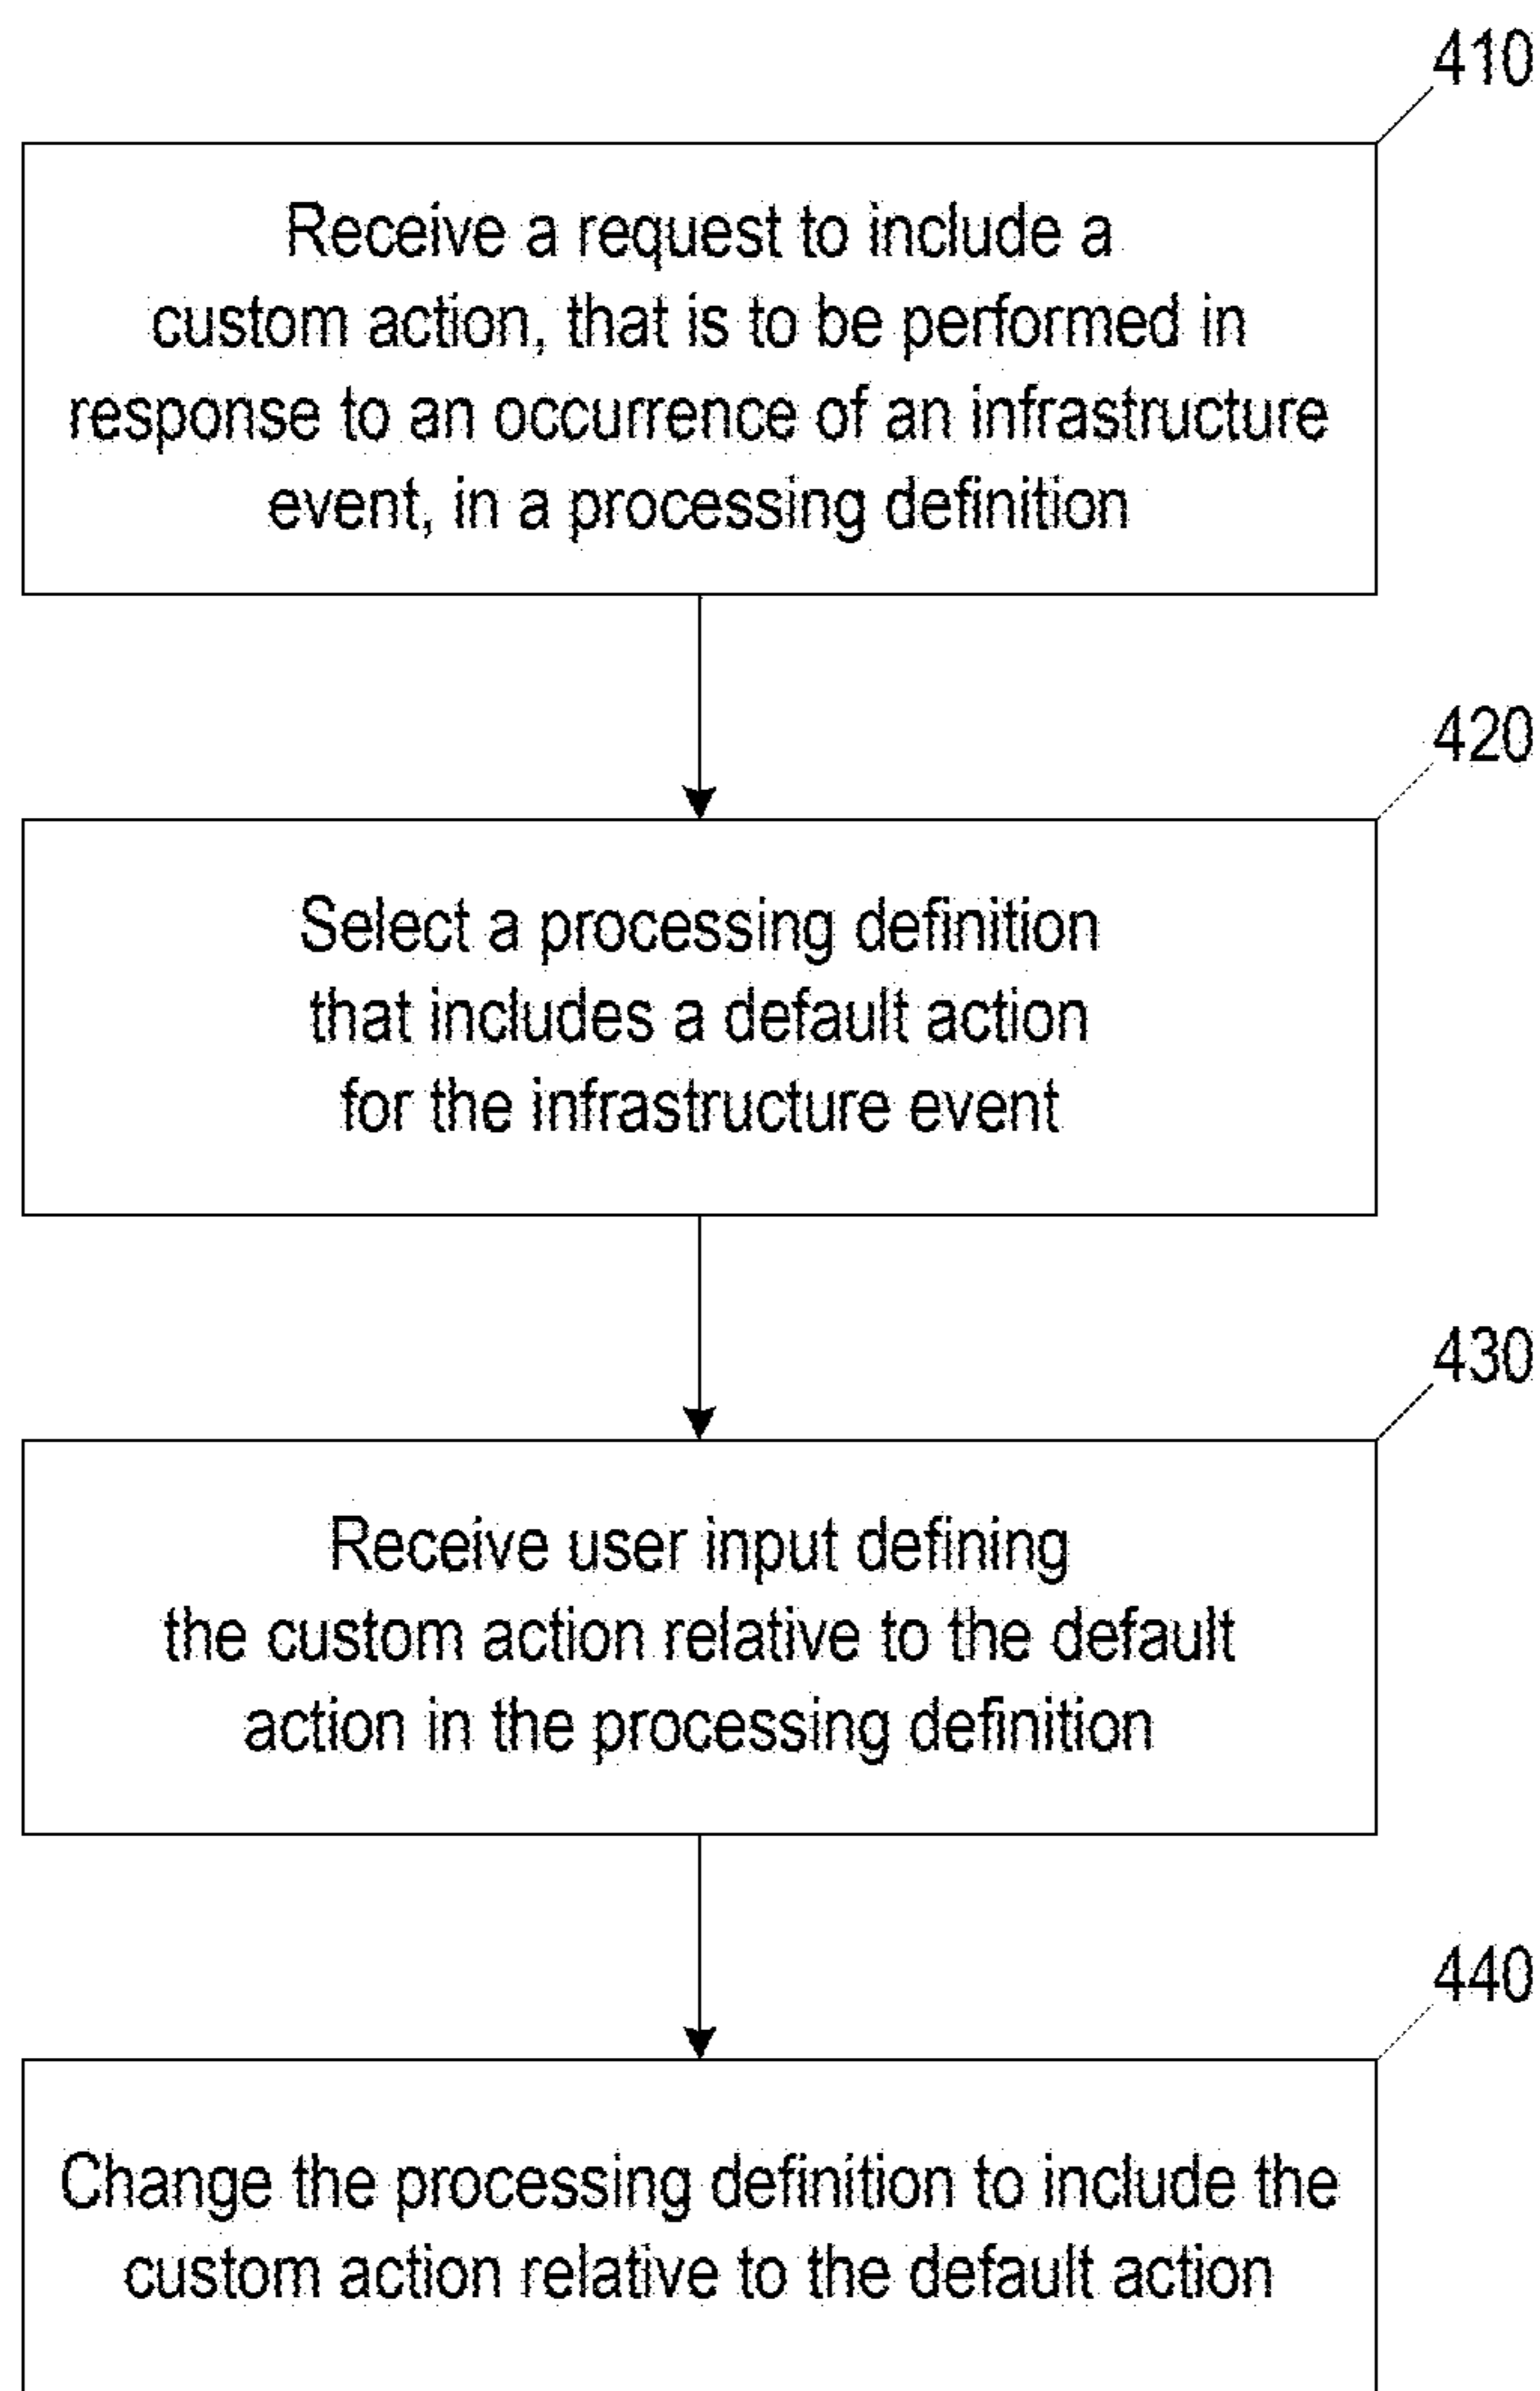 410
Receive a request to include a
custom action, that is to be performed in
response to an occurrence of an infrastructure
event, in a processing definition
420
Select a processing definition
that includes a default action
for the infrastructure event
430
Receive user input defining
the custom action relative to the default
action in the processing definition
440
Change the processing definition to include the
custom action relative to the default action